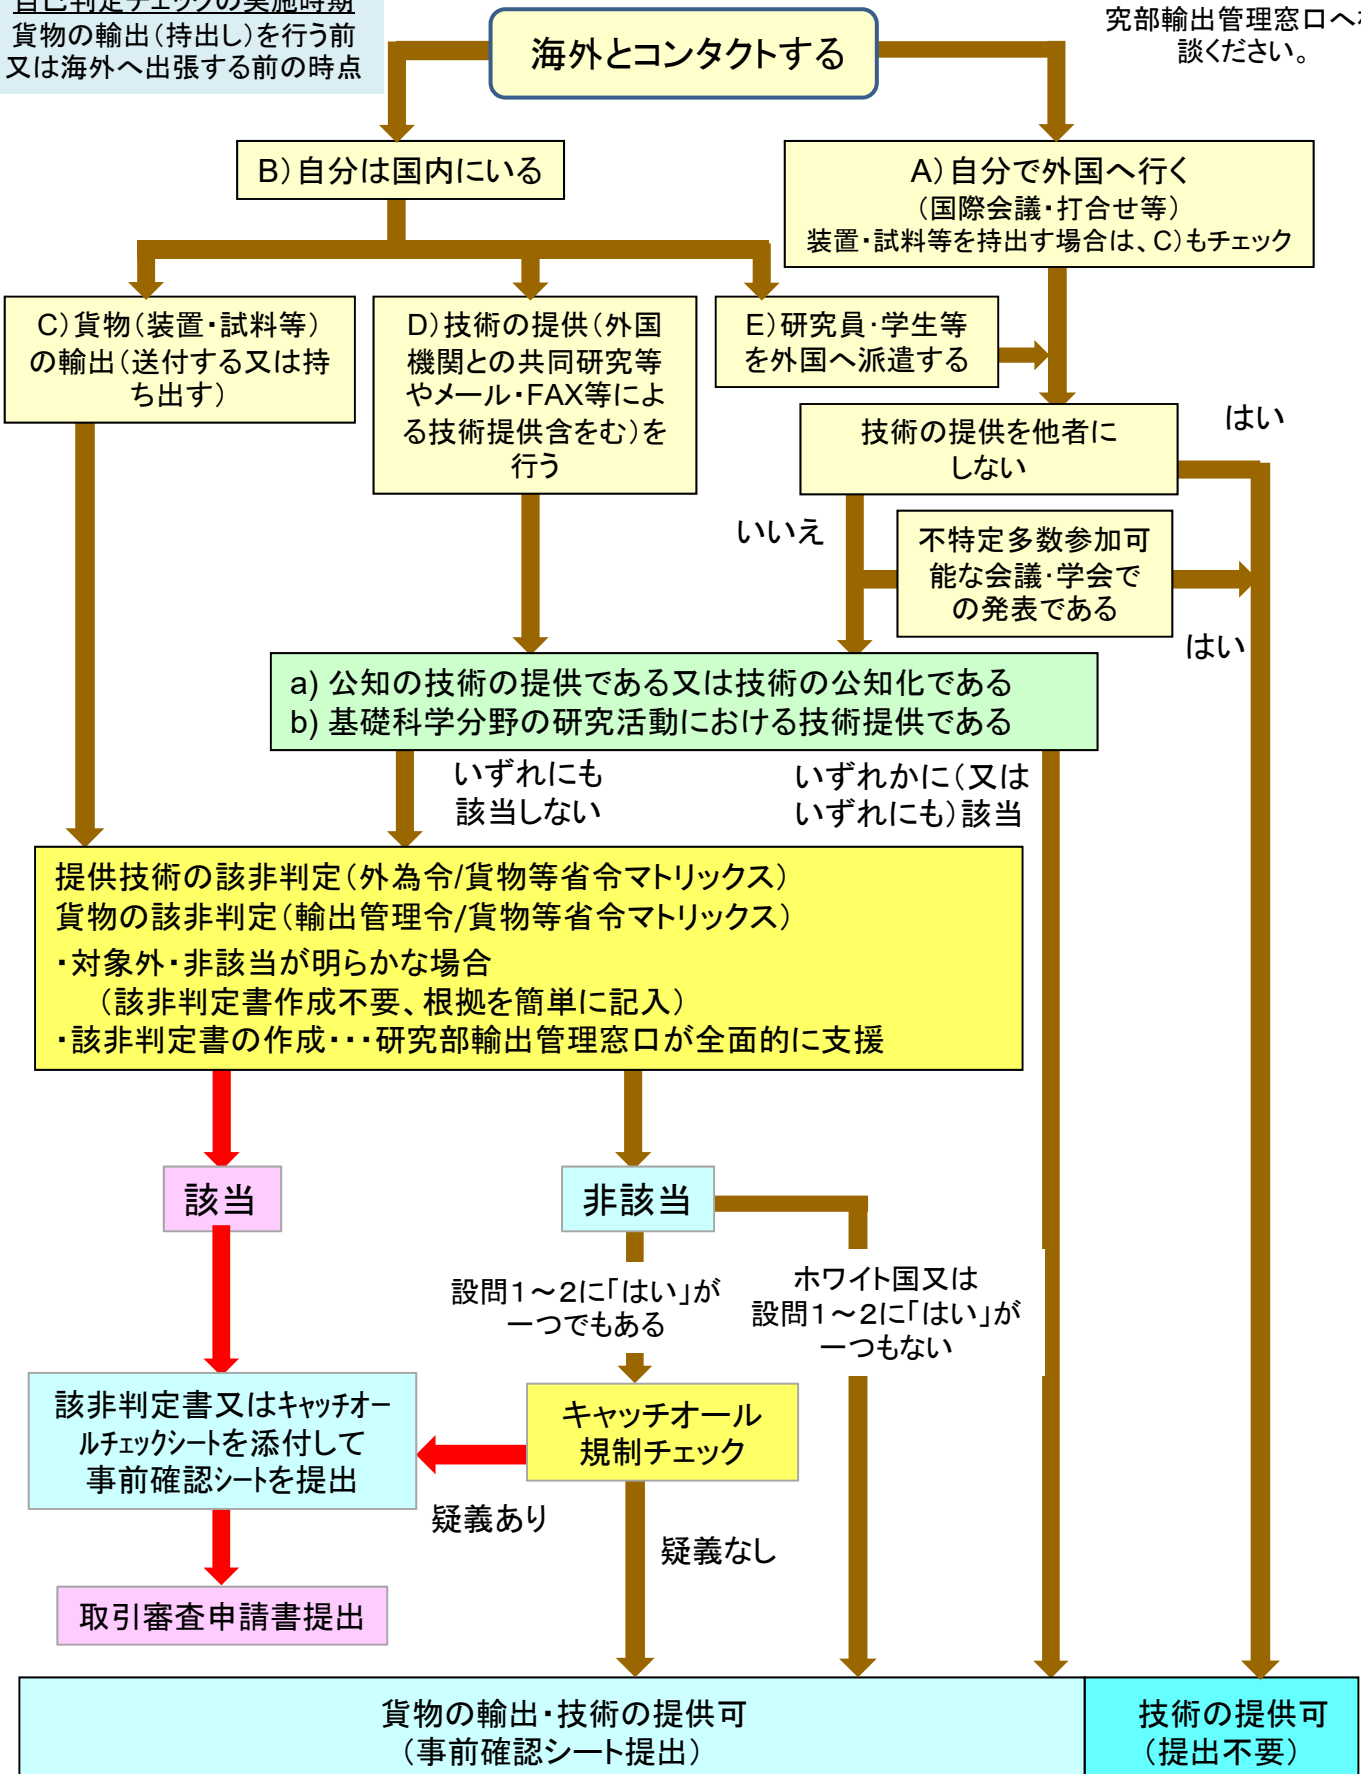 自己判定チェックの実施時期
貨物の輸出(持出し)を行う前
又は海外へ出張する前の時点
海外とコンタクトする
究部輸出管理窓口へ
談ください。
B)自分は国内にいる
A)自分で外国へ行く
(国際会議・打合せ等)
装置・試料等を持出す場合は、C)もチェック
C)貨物(装置・試料等)
の輸出(送付する又は持
ち出す)
D)技術の提供(外国
機関との共同研究等
やメール・FAX等によ
る技術提供含をむ)を
行う
E)研究員・学生等
を外国へ派遣する
技術の提供を他者に
しない
はい
いいえ
不特定多数参加可
能な会議・学会で
の発表である
はい
a) 公知の技術の提供である又は技術の公知化である
b) 基礎科学分野の研究活動における技術提供である
いずれにも
該当しない
いずれかに(又は
いずれにも)該当
提供技術の該非判定(外為令/貨物等省令マトリックス)
貨物の該非判定(輸出管理令/貨物等省令マトリックス)
・対象外・非該当が明らかな場合
(該非判定書作成不要、根拠を簡単に記入)
・該非判定書の作成・・・研究部輸出管理窓口が全面的に支援
該当
非該当
設問1~2に「はい」が
一つでもある
ホワイト国又は
設問1~2に「はい」が
一つもない
該非判定書又はキャッチオー
ルチェックシートを添付して
事前確認シートを提出
キャッチオール
規制チェック
疑義あり
疑義なし
取引審査申請書提出
貨物の輸出・技術の提供可
(事前確認シート提出)
技術の提供可
(提出不要)